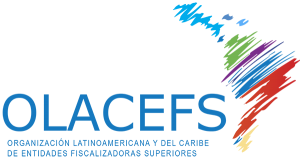 OLACEFS
ORGANIZACIÓN LATINOAMERICANA Y DEL CARIBE
DE ENTIDADES FISCALIZADORAS SUPERIORES